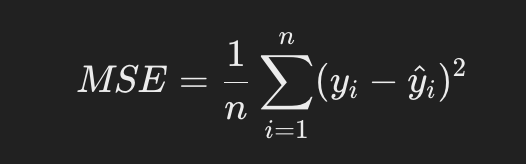 MSE = \frac{1}{n} \sum_{i=1}^{n} (y_i - \hat{y}_i)^2